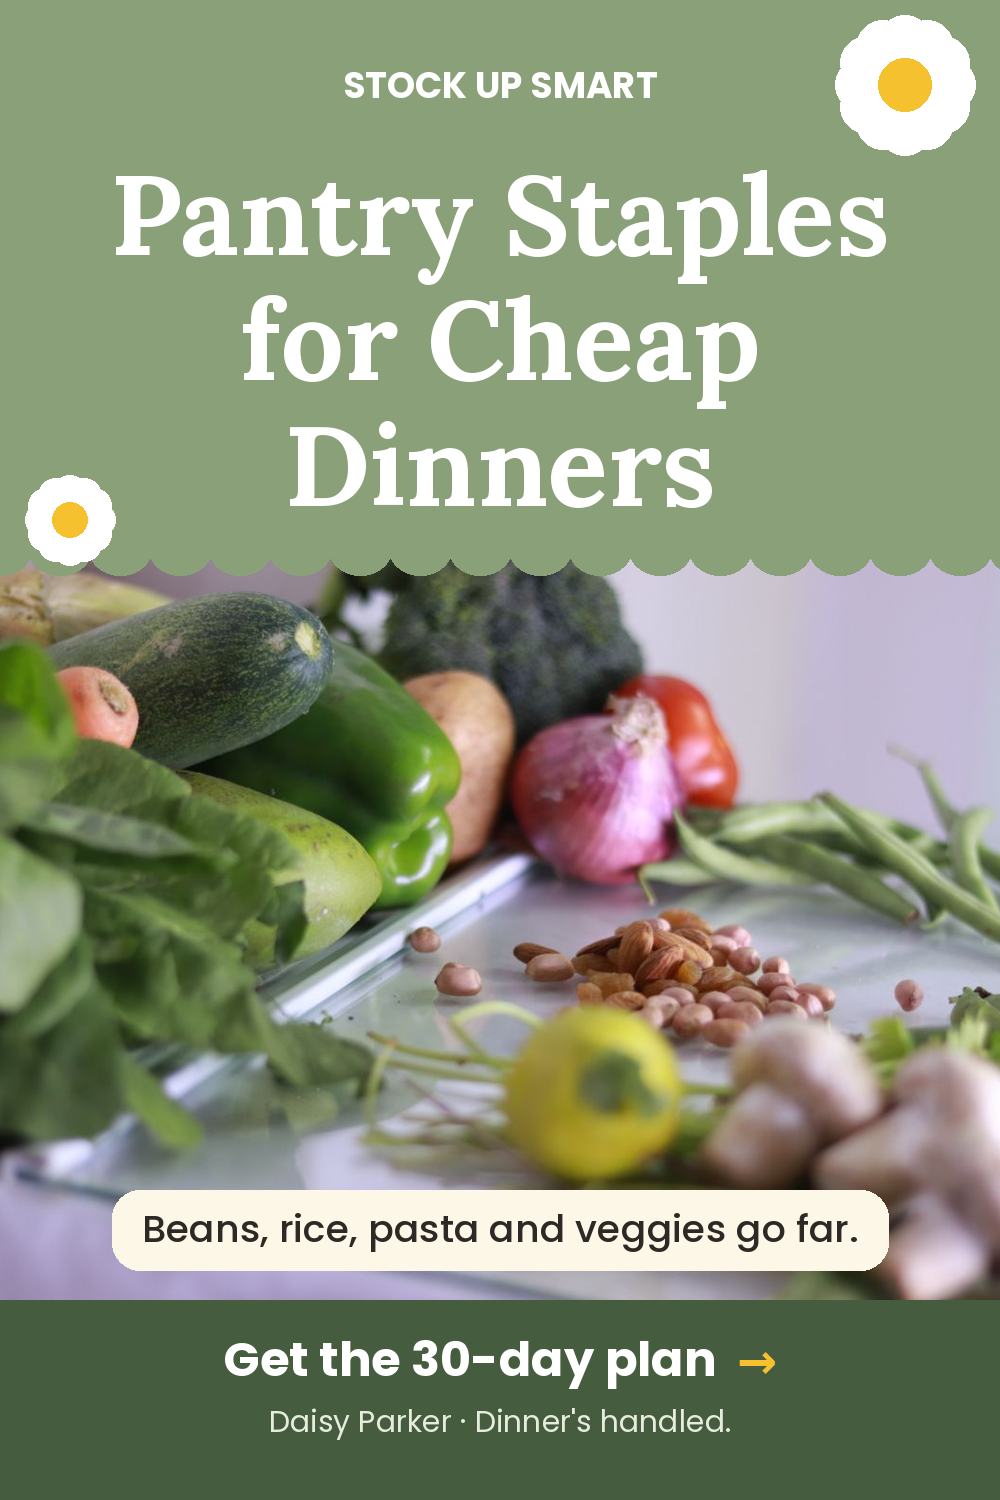 STOCK UP SMART
Pantry Staples
for Cheap
Dinners
Beans, rice, pasta and veggies go far.
Get the 30-day plan →
Daisy Parker · Dinner's handled.